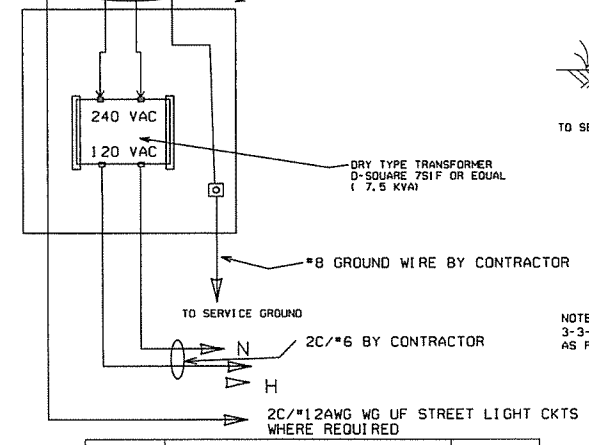 240 VAC
120 VAC
DRY TYPE TRANSFORMER
D-SQUARE 7S1F OR EQUAL
( 7.5 KVA)
TO SE
#8 GROUND WIRE BY CONTRACTOR
TO SERVICE GROUND
NOTE
3-3-
AS F
N
2C/#6 BY CONTRACTOR
H
2C/#12AWG WG UF STREET LIGHT CKTS
WHERE REQUIRED